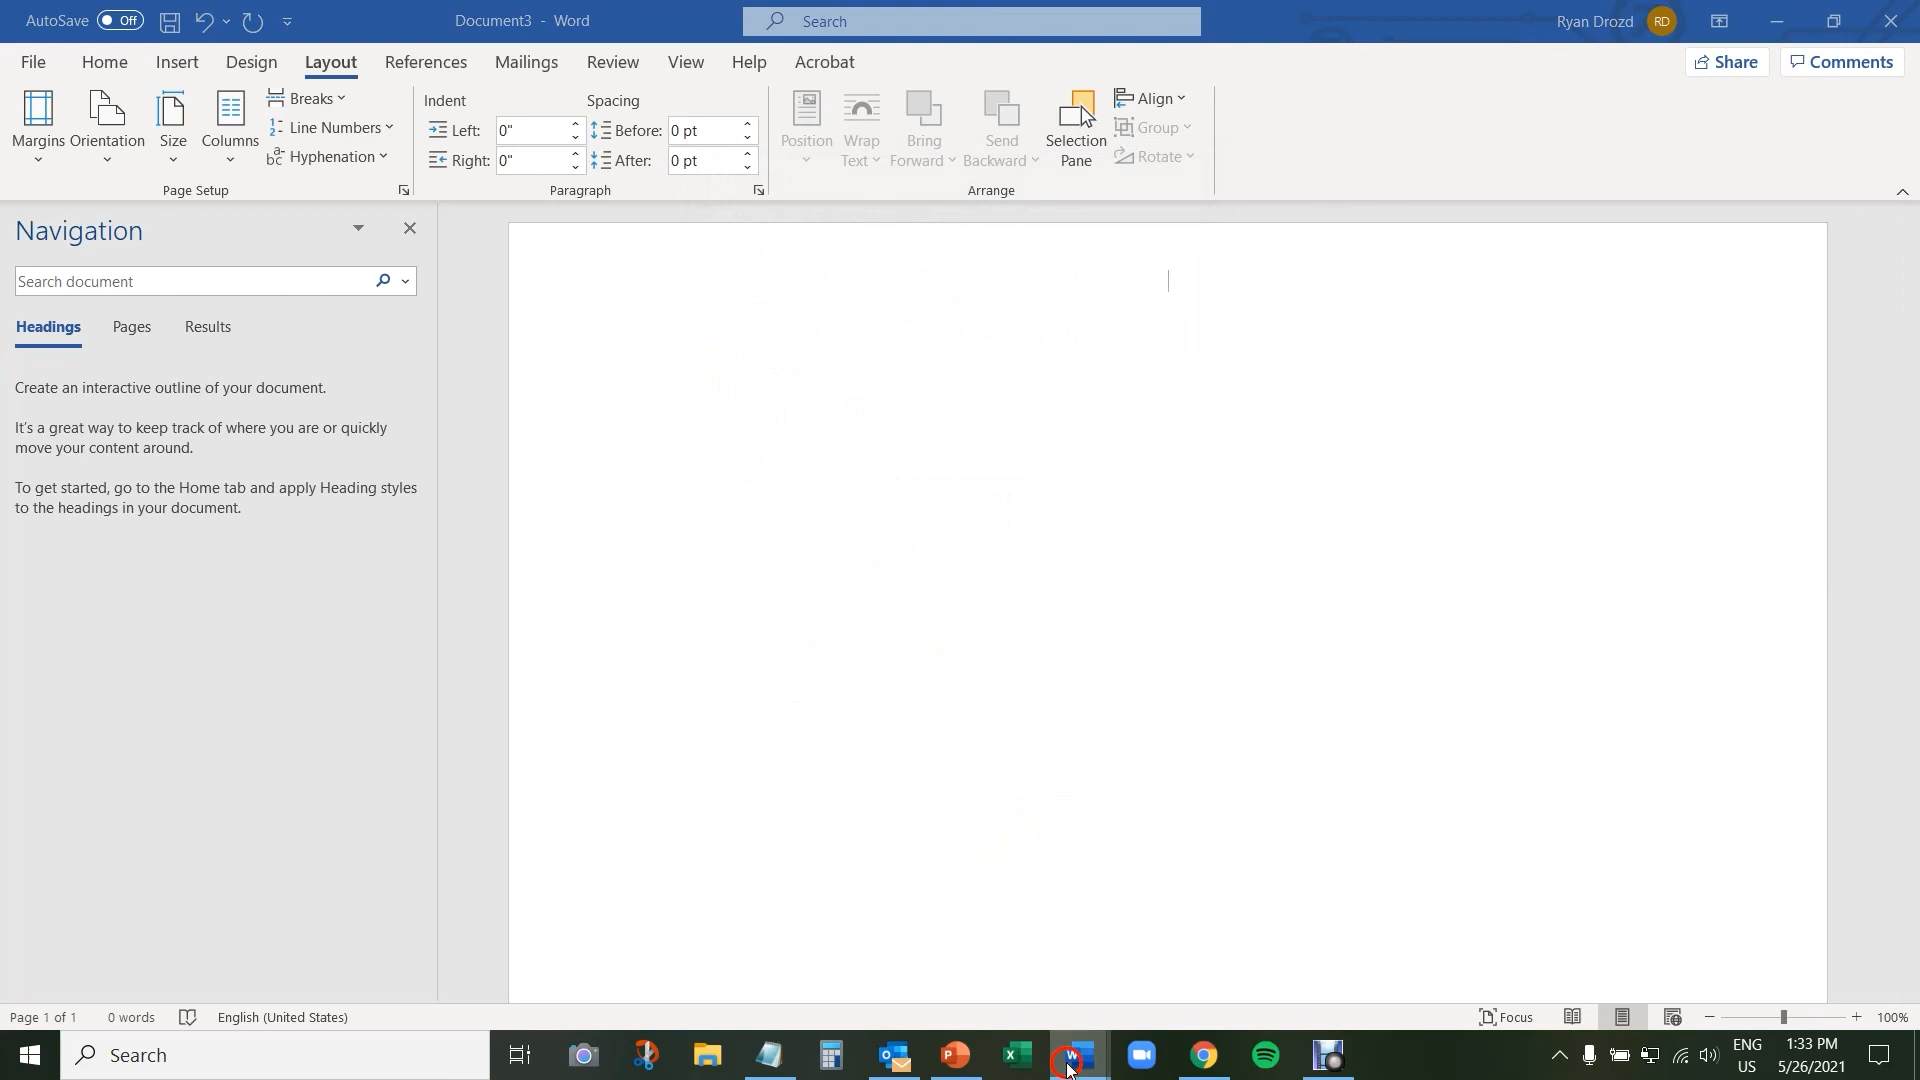 AutoSave Off Document3 - Word Search Ryan Drozd RD
File Home Insert Design Layout References Mailings Review View Help Acrobat Share Comments
Margins Orientation Size Columns Breaks Line Numbers Hyphenation
Page Setup
Indent Spacing
Left: 0" Before: 0 pt
Right: 0" After: 0 pt
Paragraph
Position Wrap Text Bring Forward Send Backward Selection Pane Align Group Rotate
Arrange
Navigation
Search document
Headings Pages Results
Create an interactive outline of your document.
It's a great way to keep track of where you are or quickly
move your content around.
To get started, go to the Home tab and apply Heading styles
to the headings in your document.
Page 1 of 1 0 words English (United States) Focus 100%
Search ENG 1:33 PM
US 5/26/2021